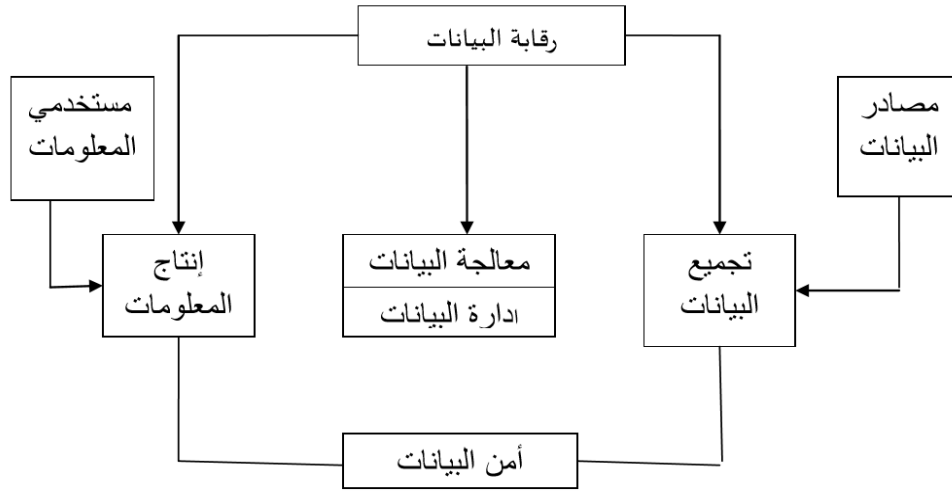 رقابة البيانات
مصادر
البيانات
مستخدمي
المعلومات
تجميع
البيانات
معالجة البيانات
ادارة البيانات
إنتاج
المعلومات
أمن البيانات